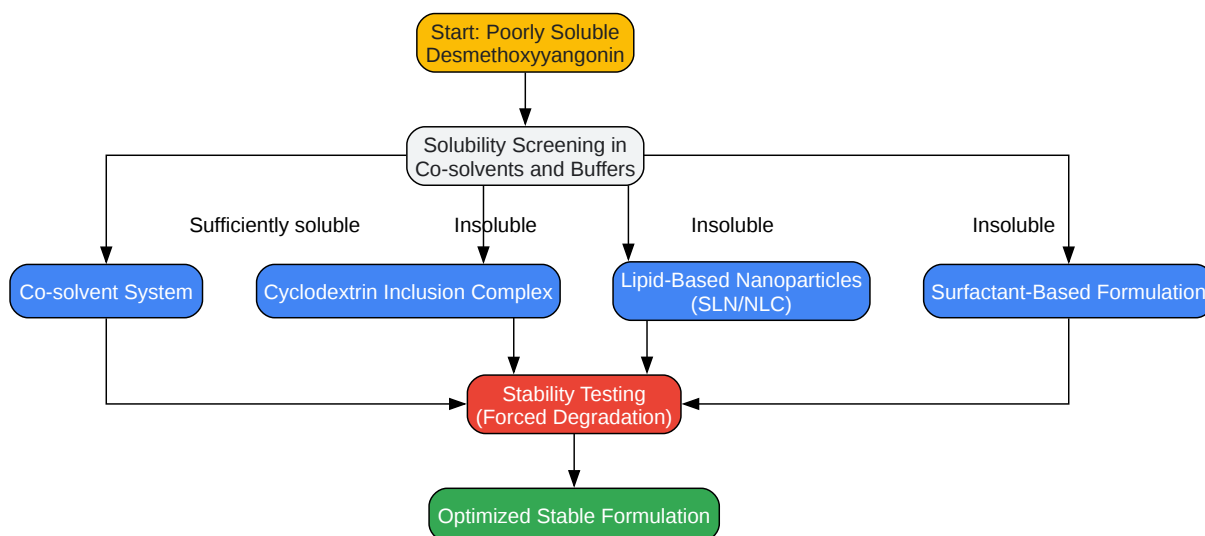 Start: Poorly Soluble
Desmethoxyyangonin
Solubility Screening in
Co-solvents and Buffers
Sufficiently soluble
Insoluble
Insoluble
Insoluble
Co-solvent System
Cyclodextrin Inclusion Complex
Lipid-Based Nanoparticles
(SLN/NLC)
Surfactant-Based Formulation
Stability Testing
(Forced Degradation)
Optimized Stable Formulation